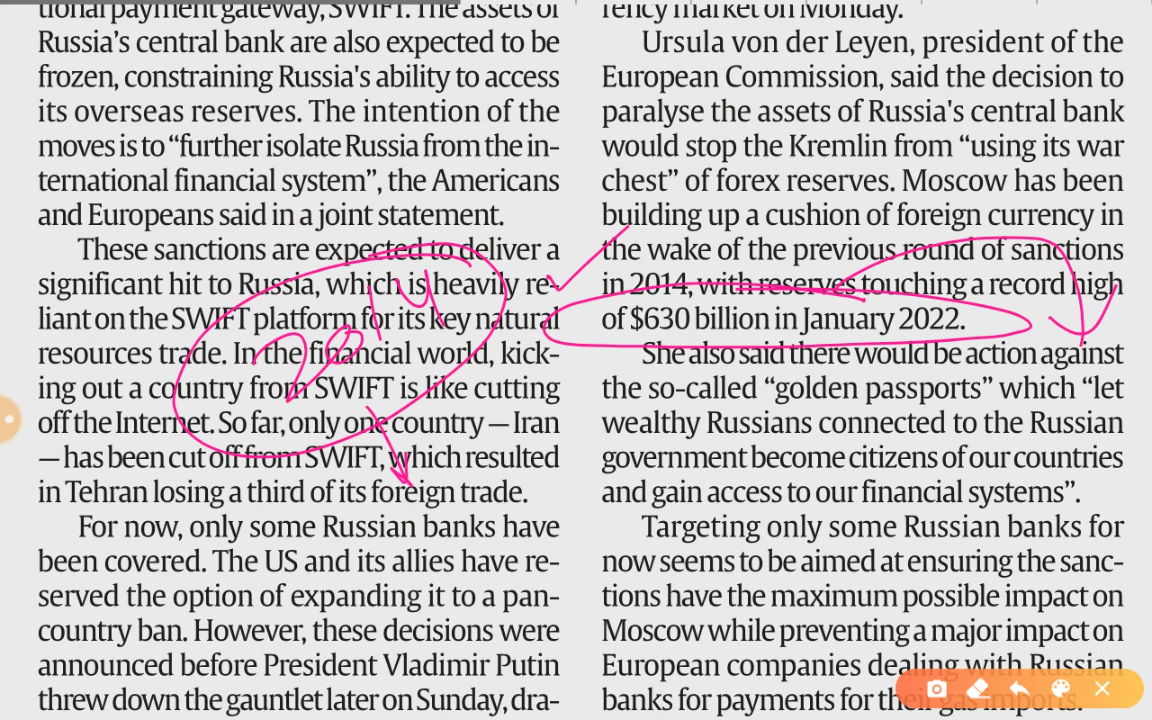 tional payment gateway, SWIFT. The assets of
Russia's central bank are also expected to be
frozen, constraining Russia's ability to access
its overseas reserves. The intention of the
moves is to “further isolate Russia from the in-
ternational financial system”, the Americans
and Europeans said in a joint statement.
These sanctions are expected to deliver a
significant hit to Russia, which is heavily re-
liant on the SWIFT platform for its key natural
resources trade. In the financial world, kick-
ing out a country from SWIFT is like cutting
off the Internet. So far, only one country — Iran
— has been cut off from SWIFT, which resulted
in Tehran losing a third of its foreign trade.
For now, only some Russian banks have
been covered. The US and its allies have re-
served the option of expanding it to a pan-
country ban. However, these decisions were
announced before President Vladimir Putin
threw down the gauntlet later on Sunday, dra-
2014
rency market on Monday.
Ursula von der Leyen, president of the
European Commission, said the decision to
paralyse the assets of Russia's central bank
would stop the Kremlin from “using its war
chest” of forex reserves. Moscow has been
building up a cushion of foreign currency in
the wake of the previous round of sanctions
in 2014, with reserves touching a record high
of $630 billion in January 2022.
She also said there would be action against
the so-called “golden passports” which “let
wealthy Russians connected to the Russian
government become citizens of our countries
and gain access to our financial systems”.
Targeting only some Russian banks for
now seems to be aimed at ensuring the sanc-
tions have the maximum possible impact on
Moscow while preventing a major impact on
European companies dealing with Russian
banks for payments for their gas imports.